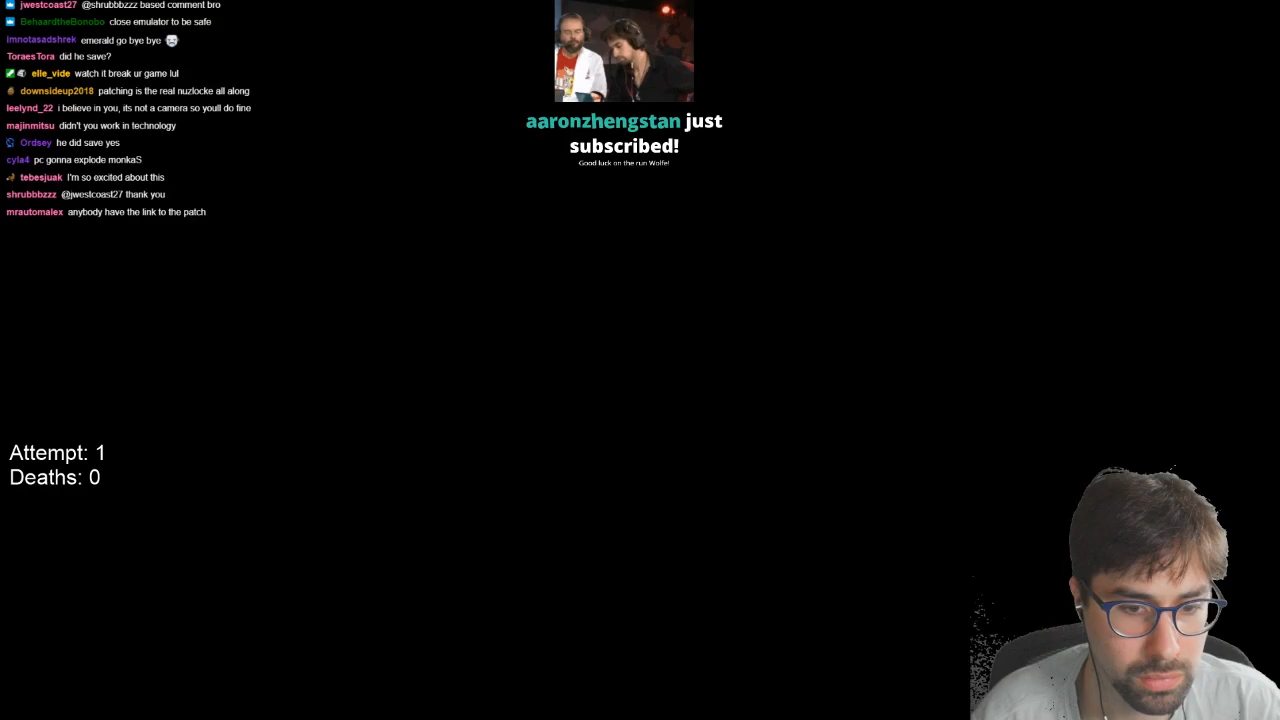 jwestcoast27 @shrubbbzzz based comment bro
BehaardtheBonobo close emulator to be safe
imnotasadshrek emerald go bye bye
ToraesTora did he save?
elle_vide watch it break ur game lul
downsideup2018 patching is the real nuzlocke all along
leelynd_22 i believe in you, its not a camera so youll do fine
majinmitsu didn't you work in technology
Ordsey he did save yes
cyla4 pc gonna explode monkaS
tebesjuak I'm so excited about this
shrubbbzzz @jwestcoast27 thank you
mrautomalex anybody have the link to the patch
aaronzhengstan just
subscribed!
Good luck on the run Wolfe!
Attempt: 1
Deaths: 0